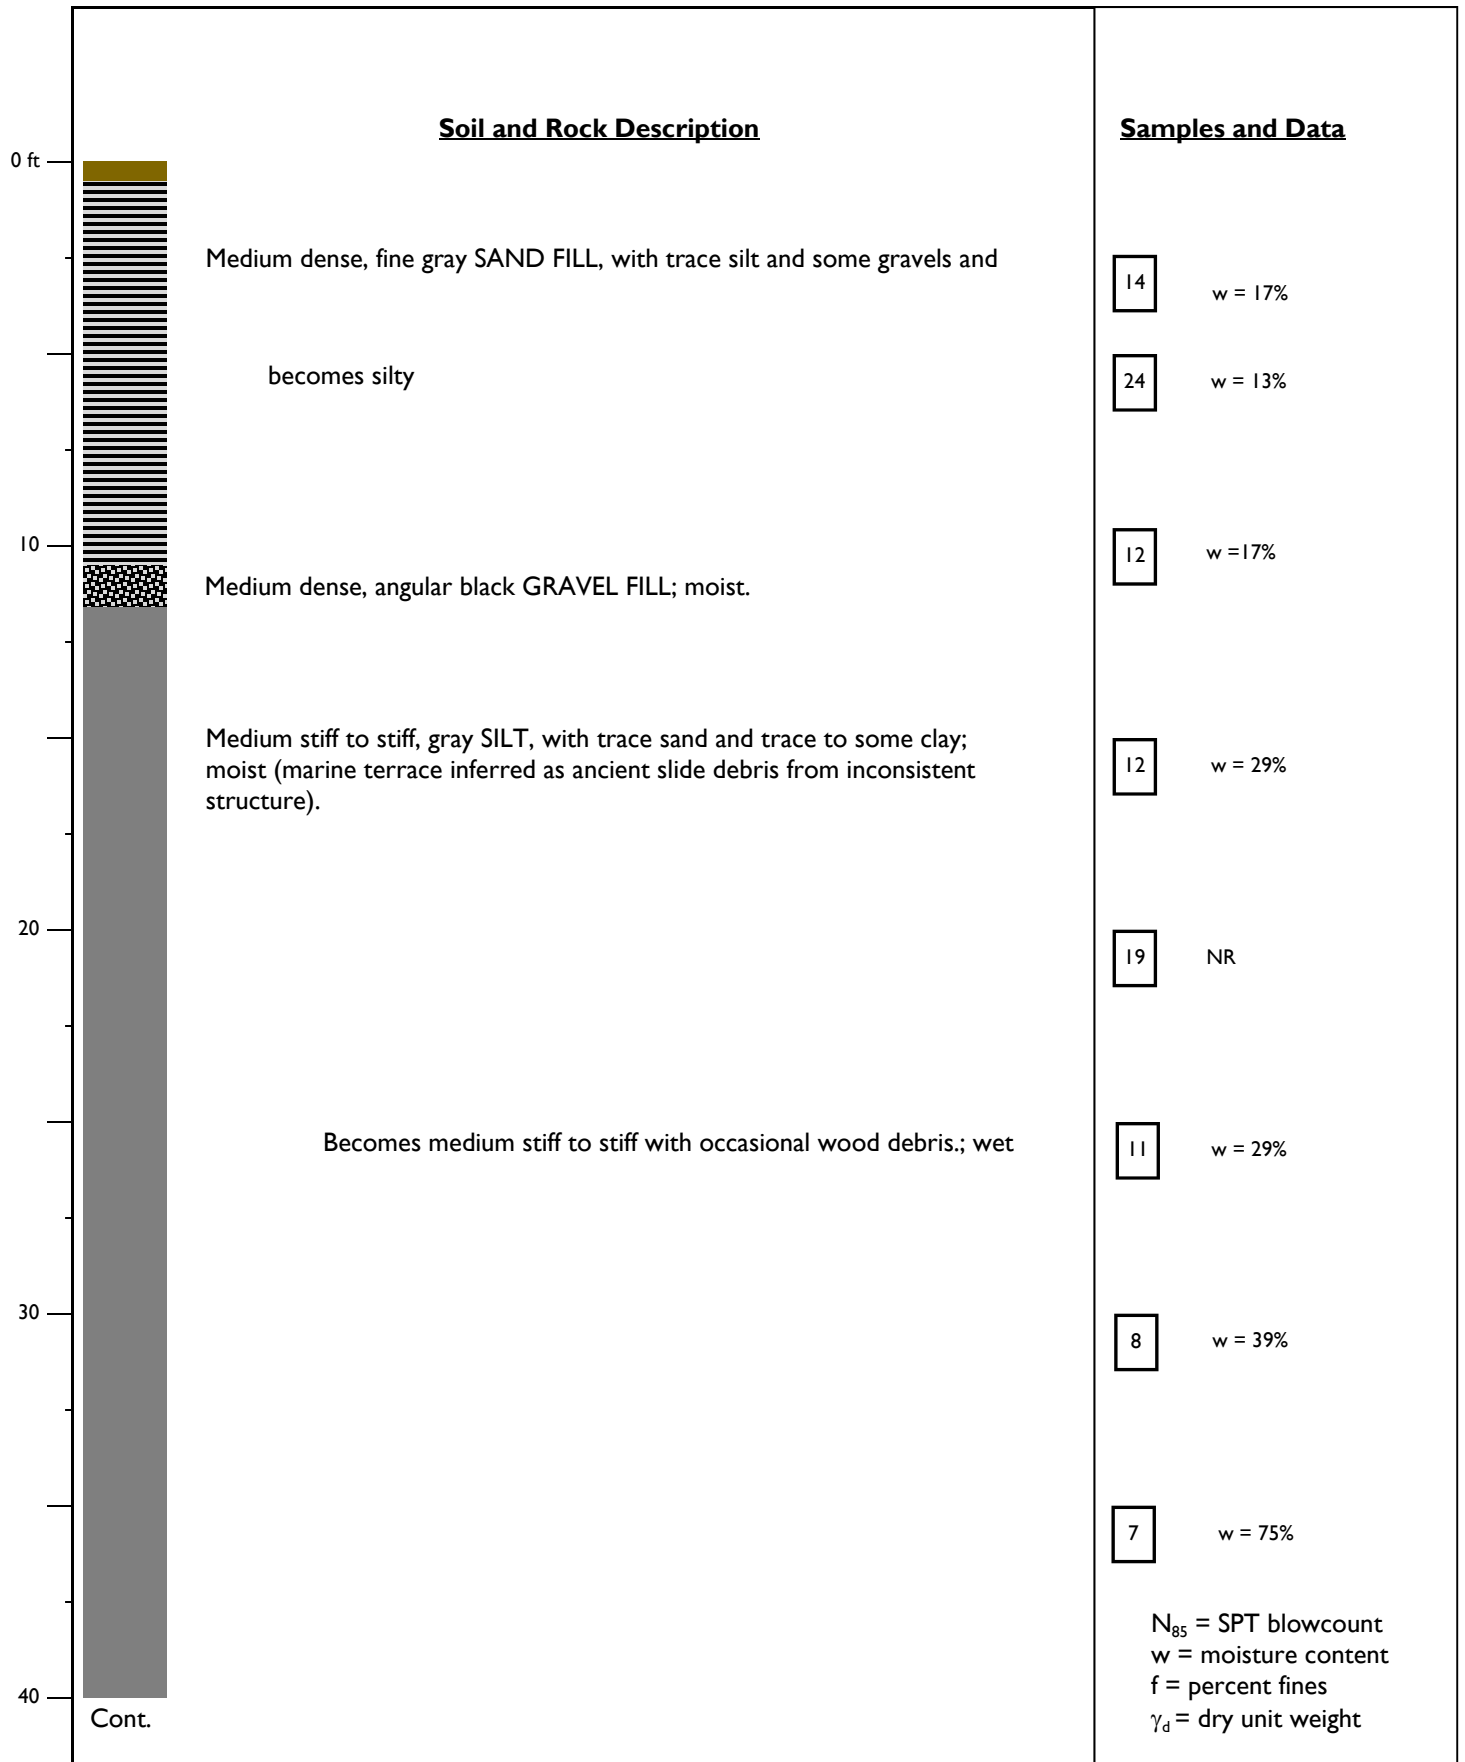 Soil and Rock Description
Samples and Data
0 ft
Medium dense, fine gray SAND FILL, with trace silt and some gravels and
14
w = 17%
becomes silty
24
w = 13%
10
12
w =17%
Medium dense, angular black GRAVEL FILL; moist.
Medium stiff to stiff, gray SILT, with trace sand and trace to some clay;
moist (marine terrace inferred as ancient slide debris from inconsistent
structure).
12
w = 29%
20
19
NR
Becomes medium stiff to stiff with occasional wood debris.; wet
11
w = 29%
30
8
w = 39%
7
w = 75%
N₈₅ = SPT blowcount
w = moisture content
f = percent fines
γd = dry unit weight
40
Cont.